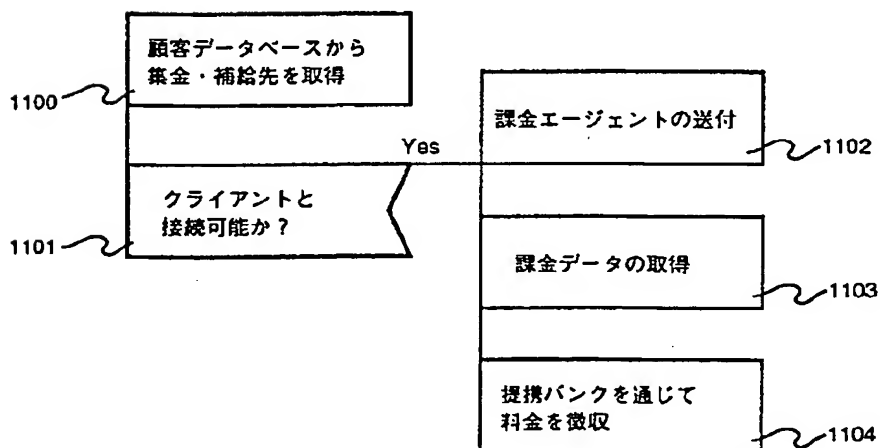 顧客データベースから
集金・補給先を取得
1100
Yes
クライアントと
接続可能か？
1101
課金エージェントの送付
1102
課金データの取得
1103
提携バンクを通じて
料金を徴収
1104